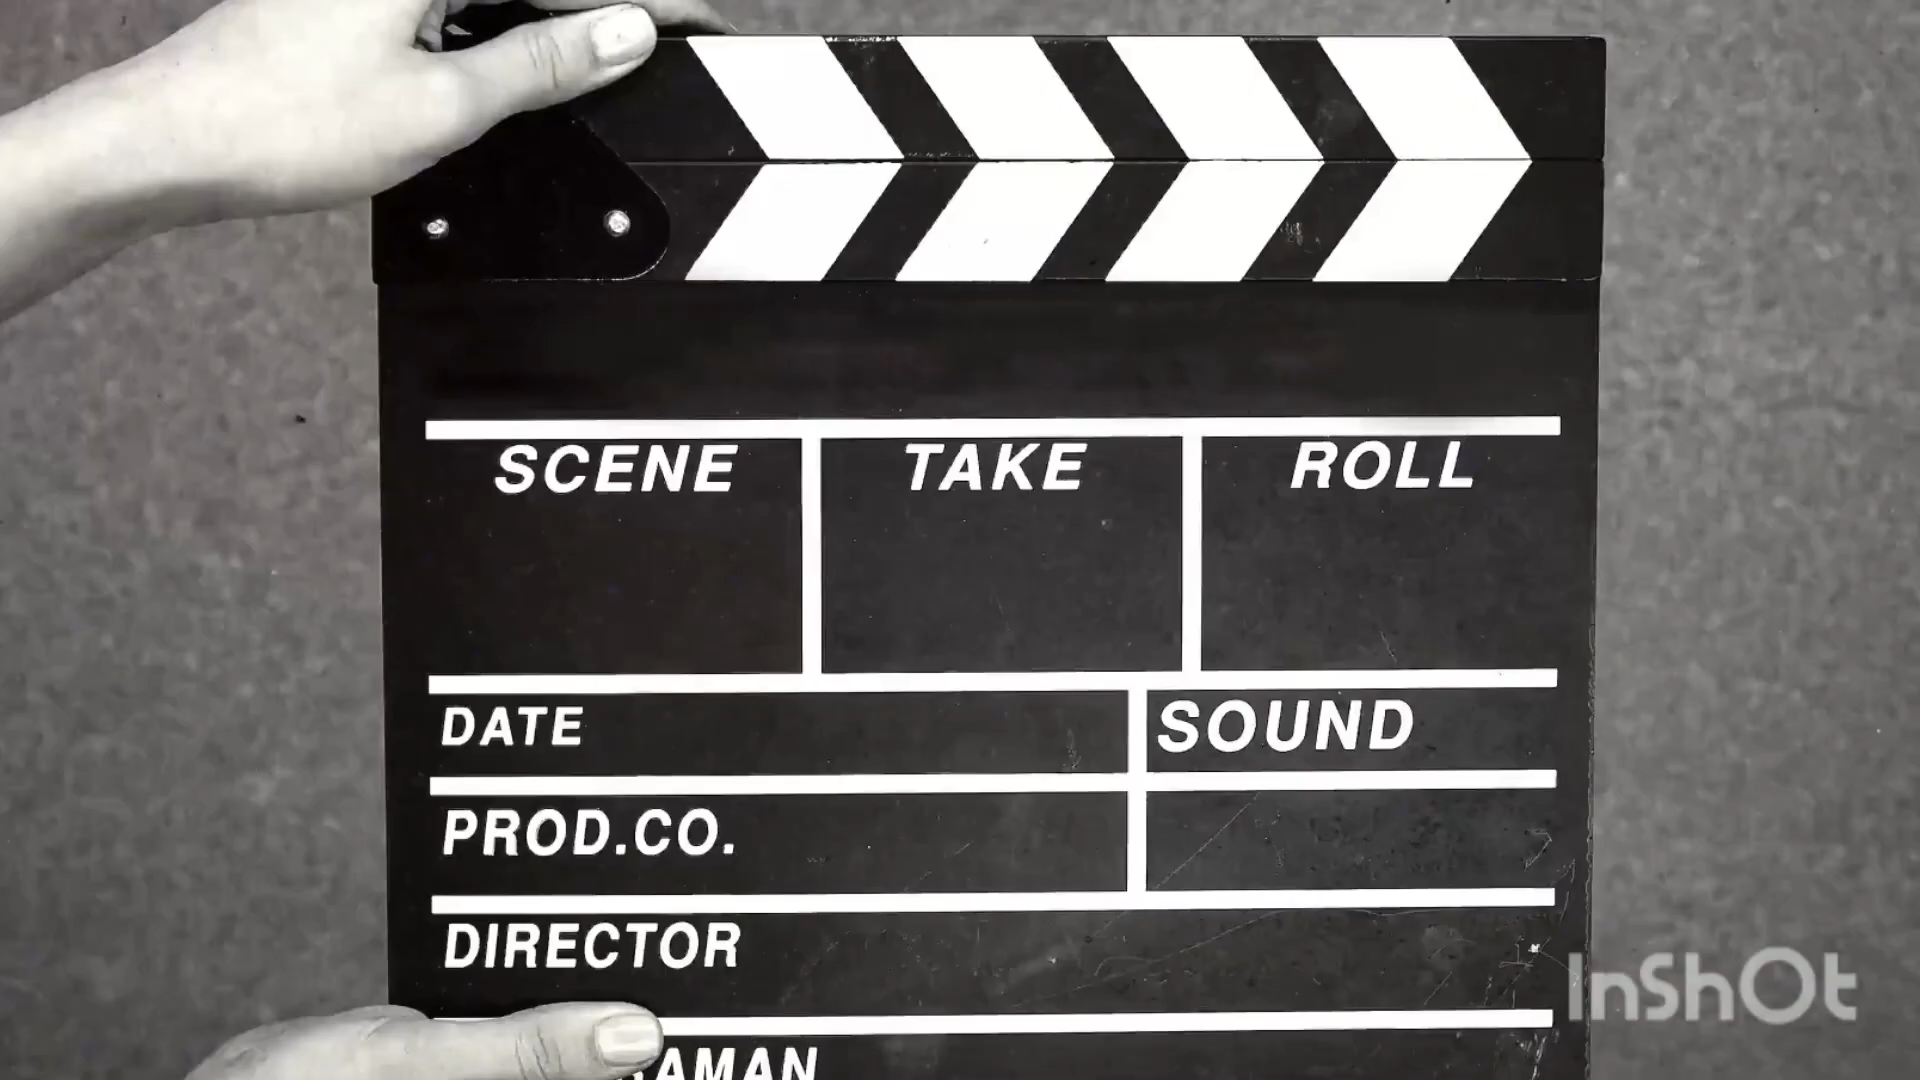 SCENE TAKE ROLL
DATE SOUND
PROD.CO.
DIRECTOR
InShOt